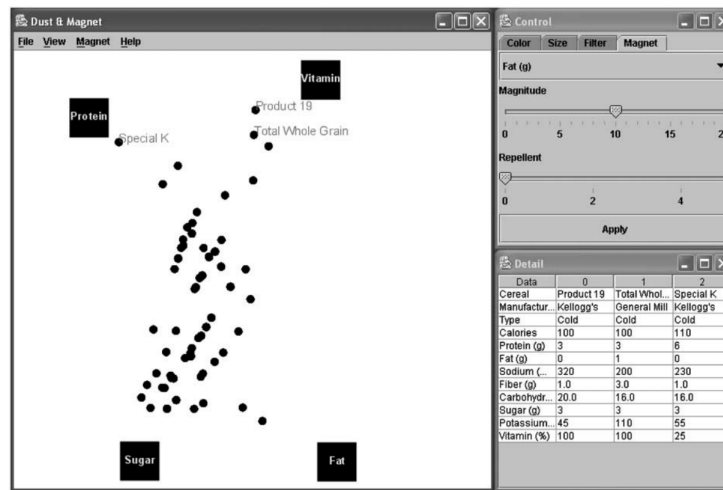 Dust & Magnet
File View Magnet Help
Vitamin
Protein
Product 19
Total Whole Grain
Special K
Sugar
Fat
Control
Color Size Filter Magnet
Fat (g)
Magnitude
0 5 10 15
Repellent
0 2 4
Apply
Detail
Data 0 1 2
Cereal Product 19 Total Whol... Special K
Manufactur... Kellogg's General Mill Kellogg's
Type Cold Cold Cold
Calories 100 100 110
Protein (g) 3 3 6
Fat (g) 0 1 0
Sodium (... 320 200 230
Fiber (g) 1.0 3.0 1.0
Carbohydr... 20.0 16.0 16.0
Sugar (g) 3 3 3
Potassium... 45 110 55
Vitamin (%) 100 100 25